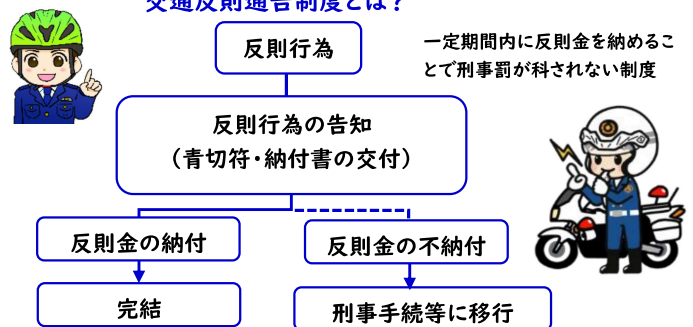 交通反則通告制度とは?
反則行為
一定期間内に反則金を納めるこ
とで刑事罰が科されない制度
反則行為の告知
(青切符・納付書の交付)
反則金の納付
反則金の不納付
完結
刑事手続等に移行